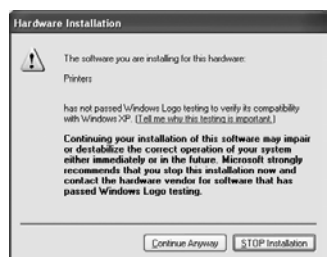 Hardware Installation
The software you are installing for this hardware:
Printers
has not passed Windows Logo testing to verify its compatibility
with Windows XP. (Tell me why this testing is important.)
Continuing your installation of this software may impair
or destabilize the correct operation of your system
either immediately or in the future. Microsoft strongly
recommends that you stop this installation now and
contact the hardware vendor for software that has
passed Windows Logo testing.
Continue Anyway STOP Installation